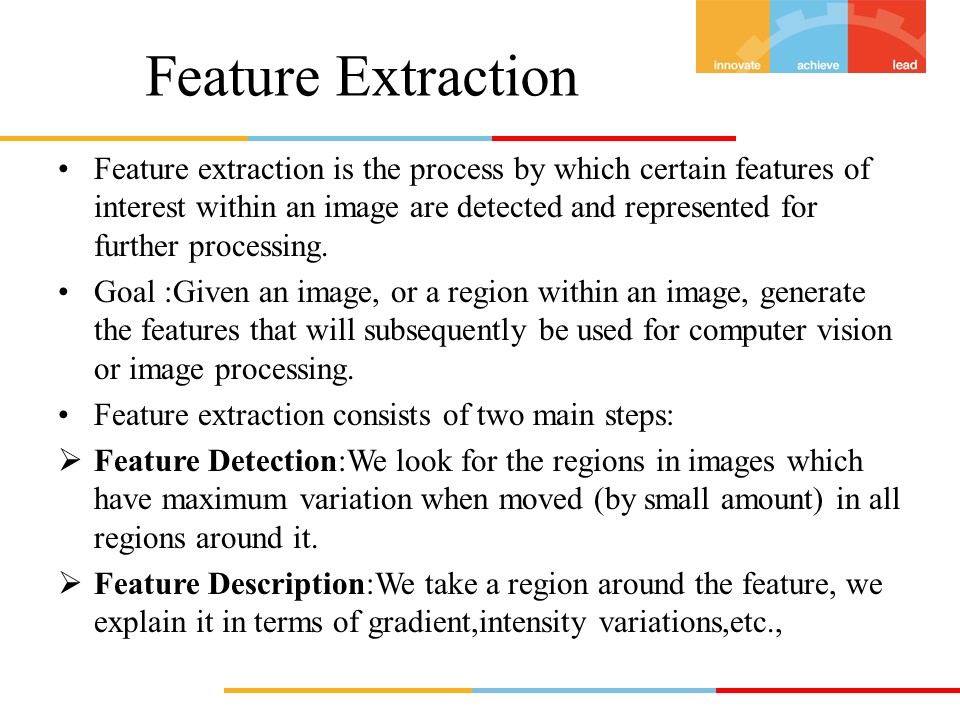 Feature Extraction
innovate achieve lead
• Feature extraction is the process by which certain features of
interest within an image are detected and represented for
further processing.
• Goal :Given an image, or a region within an image, generate
the features that will subsequently be used for computer vision
or image processing.
• Feature extraction consists of two main steps:
➢ Feature Detection:We look for the regions in images which
have maximum variation when moved (by small amount) in all
regions around it.
➢ Feature Description:We take a region around the feature, we
explain it in terms of gradient,intensity variations,etc.,